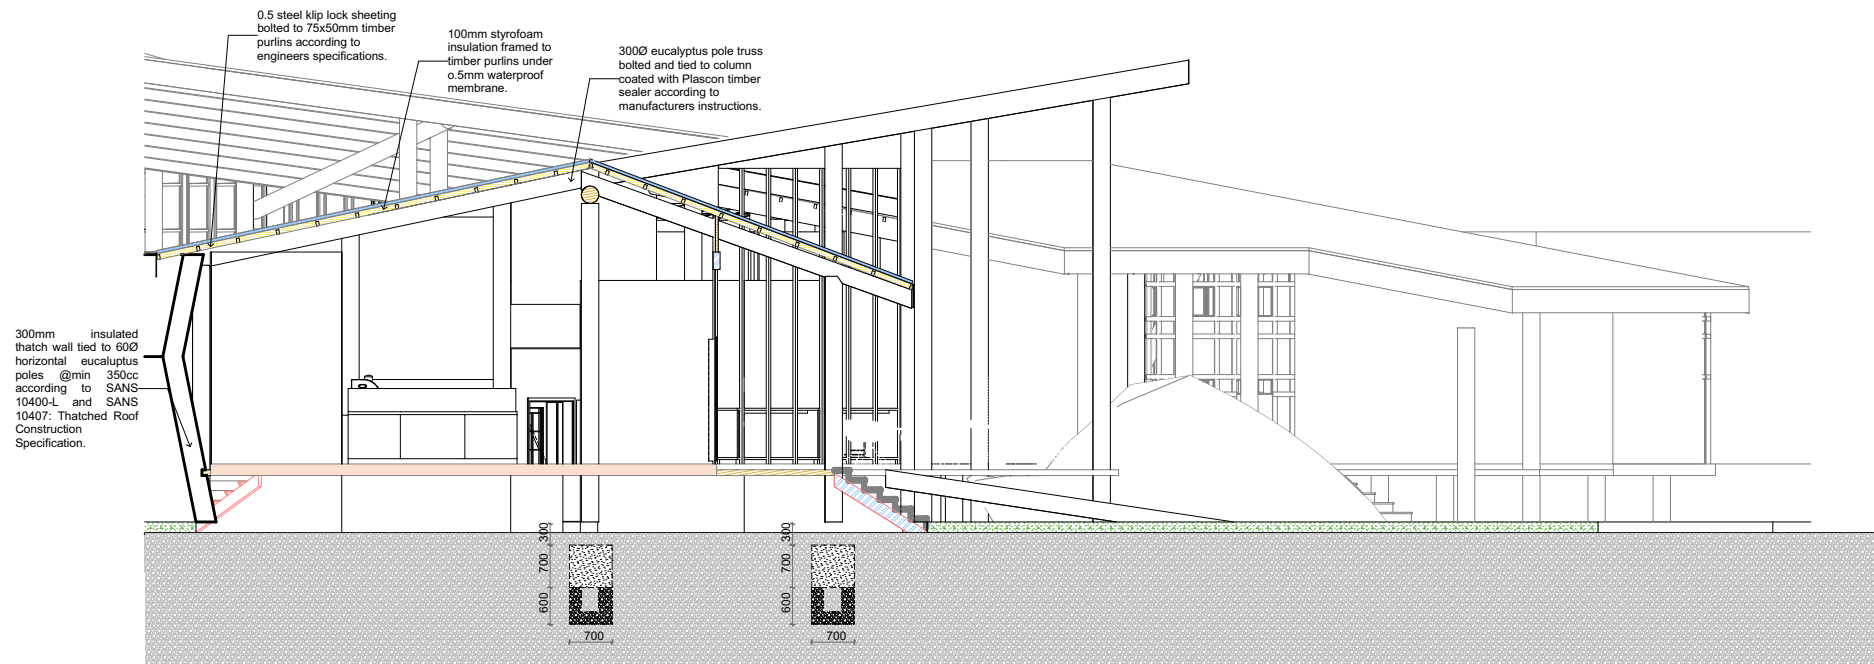 0.5 steel klip lock sheeting
bolted to 75x50mm timber
purlins according to
engineers specifications.
100mm styrofoam
insulation framed to
timber purlins under
o.5mm waterproof
membrane.
300Ø eucalyptus pole truss
bolted and tied to column
coated with Plascon timber
sealer according to
manufacturers instructions.
300mm insulated
thatch wall tied to 60Ø
horizontal eucaluptus
poles @min 350cc
according to SANS
10400-L and SANS
10407: Thatched Roof
Construction
Specification.
300
700
600
700
300
700
600
700